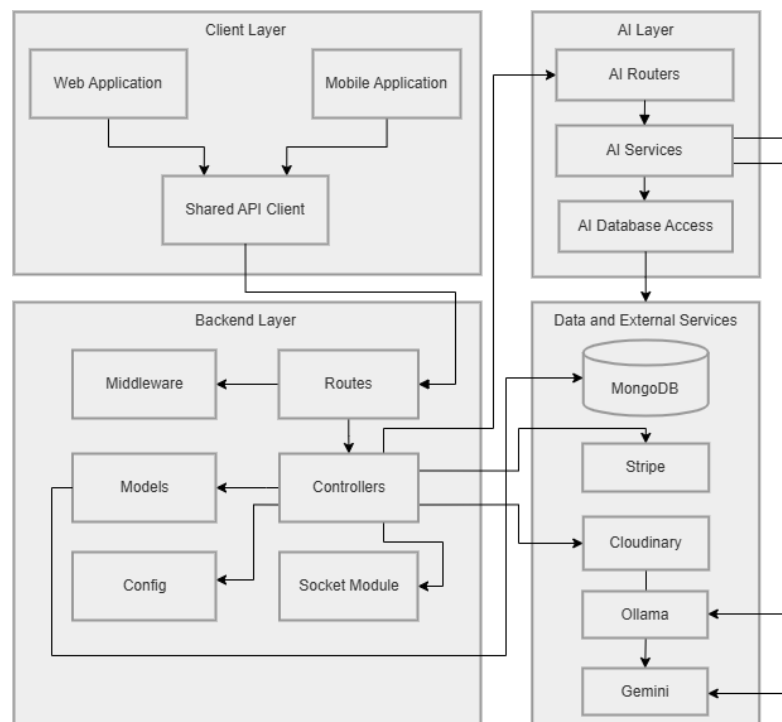 Client Layer
Web Application
Mobile Application
Shared API Client
AI Layer
AI Routers
AI Services
AI Database Access
Backend Layer
Middleware
Routes
Models
Controllers
Config
Socket Module
Data and External Services
MongoDB
Stripe
Cloudinary
Ollama
Gemini